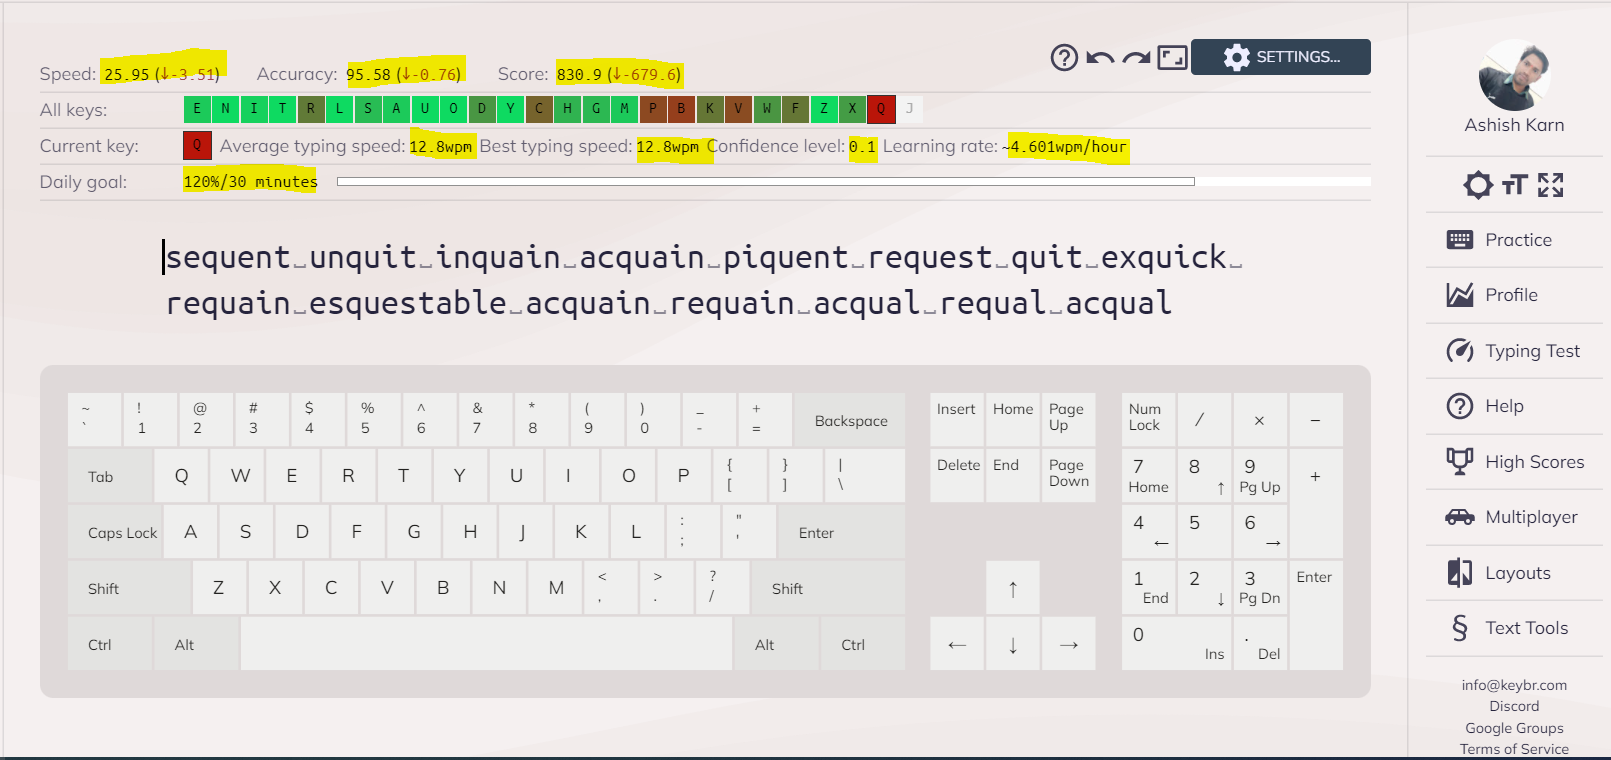 Speed: 25.95 (↓-3.51) Accuracy: 95.58 (↓-0.76) Score: 830.9 (↓-679.6)
SETTINGS...
All keys: E N I T R L S A U O D Y C H G M P B K V W F Z X Q J
Current key: Q Average typing speed: 12.8wpm Best typing speed: 12.8wpm Confidence level: 0.1 Learning rate: ~4.601wpm/hour
Daily goal: 120%/30 minutes
sequent␣unquit␣inquain␣acquain␣piquent␣request␣quit␣exquick␣
requain␣esquestable␣acquain␣requain␣acqual␣requal␣acqual
~ ! @ # $ % ^ & * ( ) _ +
` 1 2 3 4 5 6 7 8 9 0 - = Backspace
Tab Q W E R T Y U I O P { [ } ] | \
Caps Lock A S D F G H J K L : ; " ' Enter
Shift Z X C V B N M < , > . ? / Shift
Ctrl Alt Alt Ctrl
Insert Home Page Up
Delete End Page Down
↑
← ↓ →
Num Lock / × −
7 Home 8 ↑ 9 Pg Up +
4 ← 5 6 →
1 End 2 ↓ 3 Pg Dn Enter
0 Ins . Del
Ashish Karn
TT
Practice
Profile
Typing Test
Help
High Scores
Multiplayer
Layouts
§ Text Tools
info@keybr.com
Discord
Google Groups
Terms of Service